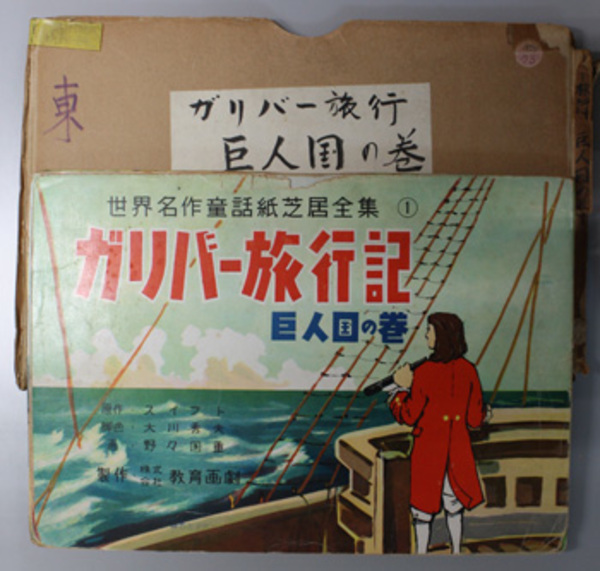 東
ガリバー旅行
巨人国の巻
世界名作童話紙芝居全集 ①
ガリバー旅行記
巨人国の巻
原作・スイフト
脚色・大川秀夫
野々国重
製作 株式会社 教育画劇